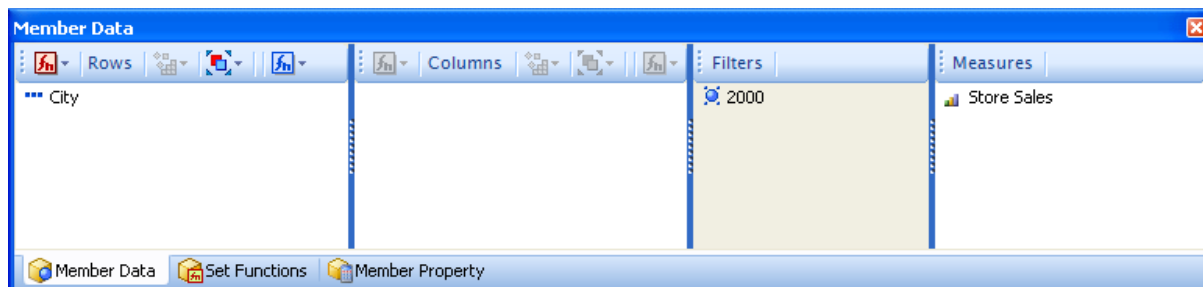 Member Data
Rows Columns Filters Measures
City 2000 Store Sales
Member Data Set Functions Member Property